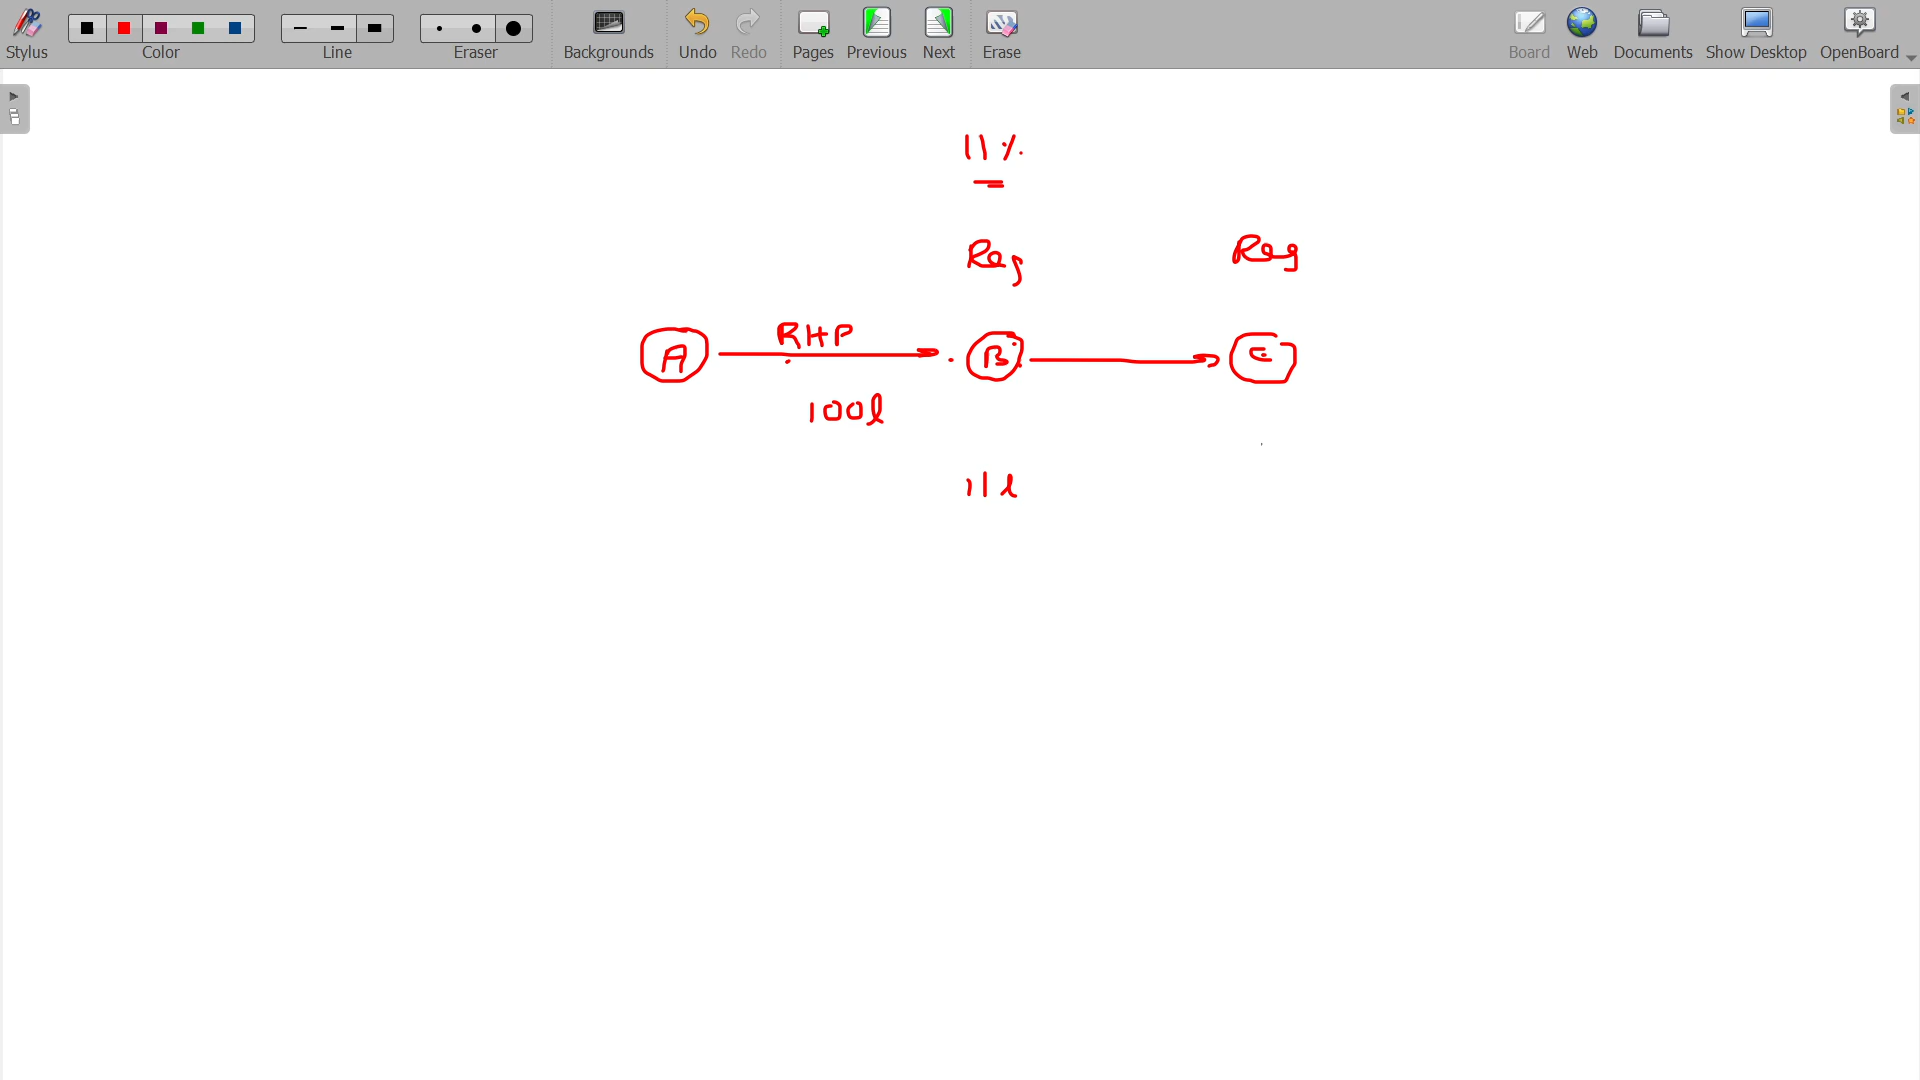 Stylus Color Line Eraser Backgrounds Undo Redo Pages Previous Next Erase Board Web Documents Show Desktop OpenBoard
11 %
Reg Reg
A RHP B E
100l
11 l